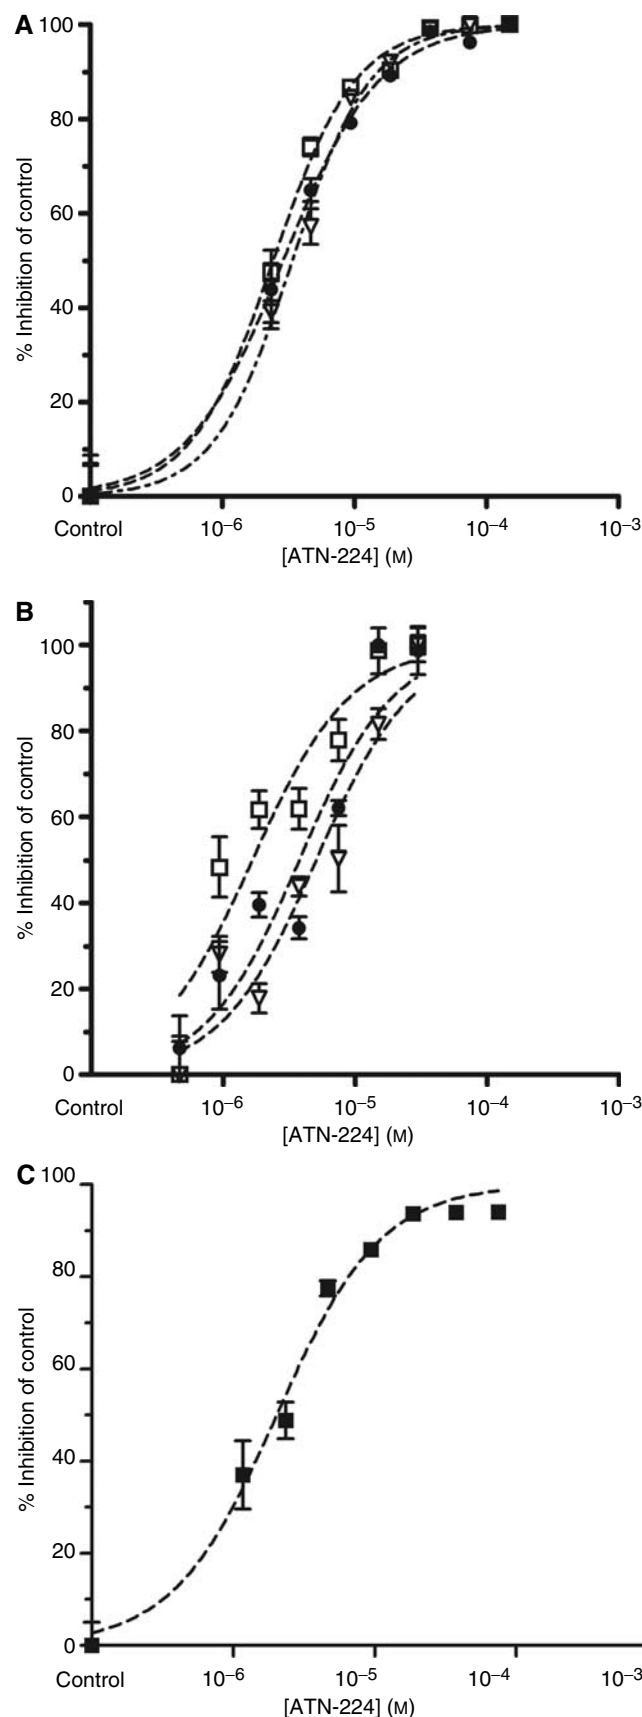 A
100
80
60
40
20
0
% Inhibition of control
Control 10–6 10–5 10–4 10–3
[ATN-224] (M)
B
100
80
60
40
20
0
% Inhibition of control
Control 10–6 10–5 10–4 10–3
[ATN-224] (M)
C
100
80
60
40
20
0
% Inhibition of control
Control 10–6 10–5 10–4 10–3
[ATN-224] (M)